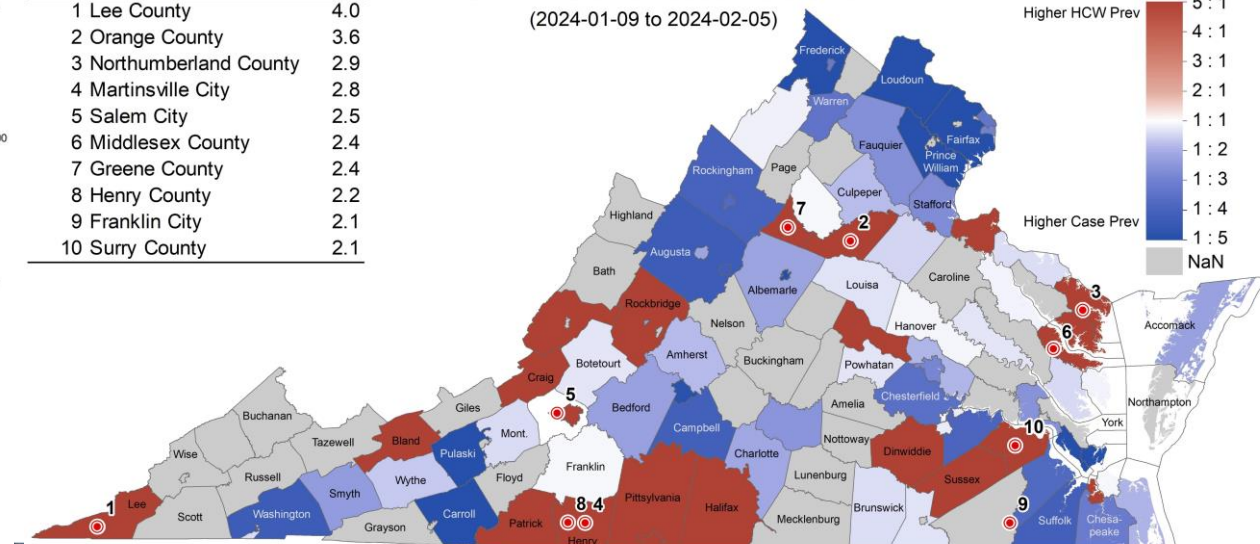 1 Lee County 4.0
2 Orange County 3.6
3 Northumberland County 2.9
4 Martinsville City 2.8
5 Salem City 2.5
6 Middlesex County 2.4
7 Greene County 2.4
8 Henry County 2.2
9 Franklin City 2.1
10 Surry County 2.1
(2024-01-09 to 2024-02-05)
Higher HCW Prev
5 : 1
4 : 1
3 : 1
2 : 1
1 : 1
1 : 2
1 : 3
1 : 4
Higher Case Prev
1 : 5
NaN
00
Frederick
Loudoun
Warren
Fairfax
Fauquier
Prince
William
Rockingham
Page
Culpeper
Stafford
Highland
7
2
Augusta
Bath
Albemarle
Louisa
Caroline
3
Rockbridge
Nelson
Hanover
6
Accomack
Botetourt
Amherst
Buckingham
Powhatan
Craig
5
Bedford
Chesterfield
Amelia
Northampton
Giles
Buchanan
Campbell
10
York
Mont.
Tazewell
Bland
Nottoway
Wise
Pulaski
Charlotte
Dinwiddie
Russell
Franklin
Floyd
Wythe
Lunenburg
Sussex
Smyth
Pittsylvania
Halifax
1
Lee
8 4
9
Scott
Washington
Carroll
Patrick
Brunswick
Grayson
Mecklenburg
Suffolk
Chesa-
peake
Henry